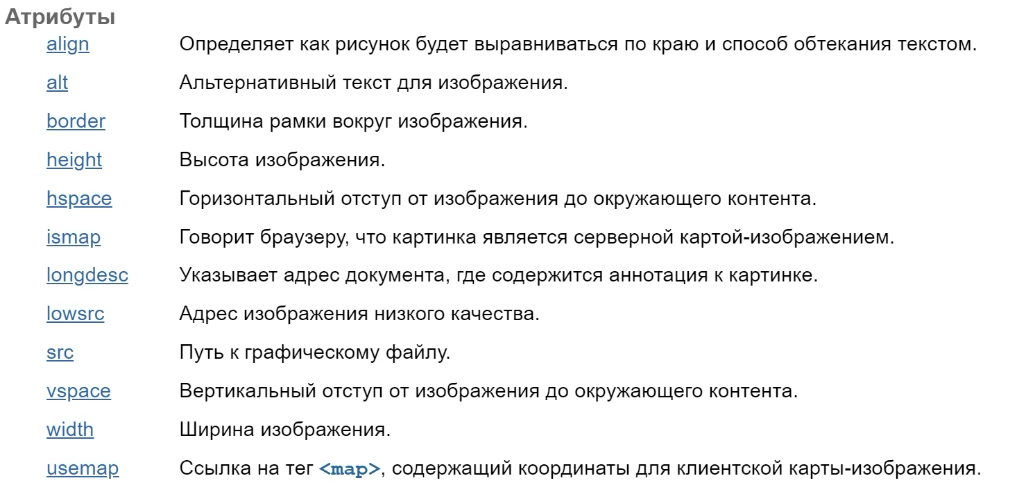 Атрибуты
align Определяет как рисунок будет выравниваться по краю и способ обтекания текстом.
alt Альтернативный текст для изображения.
border Толщина рамки вокруг изображения.
height Высота изображения.
hspace Горизонтальный отступ от изображения до окружающего контента.
ismap Говорит браузеру, что картинка является серверной картой-изображением.
longdesc Указывает адрес документа, где содержится аннотация к картинке.
lowsrc Адрес изображения низкого качества.
src Путь к графическому файлу.
vspace Вертикальный отступ от изображения до окружающего контента.
width Ширина изображения.
usemap Ссылка на тег <map>, содержащий координаты для клиентской карты-изображения.